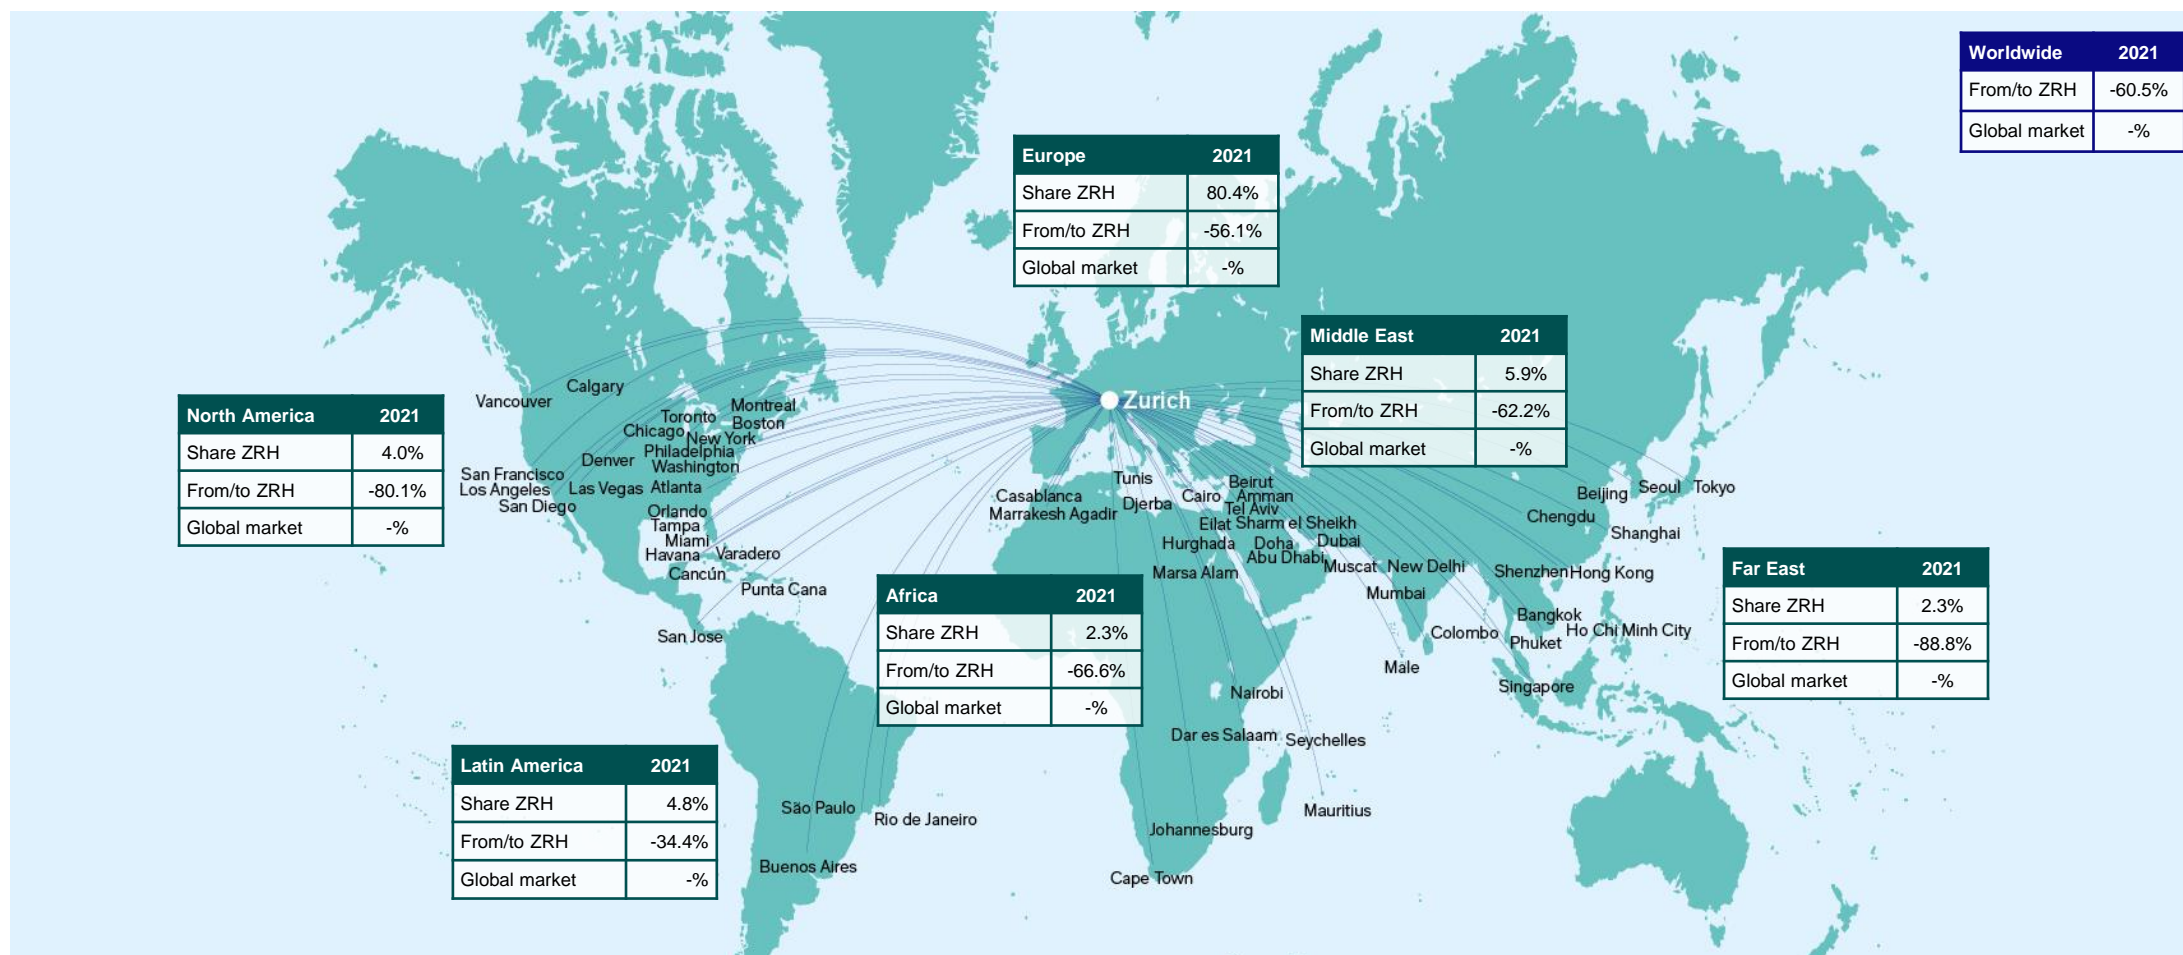 Worldwide 2021
From/to ZRH -60.5%
Global market -%
Europe 2021
Share ZRH 80.4%
From/to ZRH -56.1%
Global market -%
Middle East 2021
Share ZRH 5.9%
From/to ZRH -62.2%
Global market -%
North America 2021
Share ZRH 4.0%
From/to ZRH -80.1%
Global market -%
Africa 2021
Share ZRH 2.3%
From/to ZRH -66.6%
Global market -%
Far East 2021
Share ZRH 2.3%
From/to ZRH -88.8%
Global market -%
Latin America 2021
Share ZRH 4.8%
From/to ZRH -34.4%
Global market -%
Zurich
Vancouver
Calgary
Toronto
Montreal
Boston
Chicago
New York
Philadelphia
Denver
Washington
San Francisco
Los Angeles
Las Vegas
Atlanta
San Diego
Orlando
Tampa
Miami
Havana
Varadero
Cancún
Punta Cana
San Jose
São Paulo
Rio de Janeiro
Buenos Aires
Tunis
Casablanca
Djerba
Marrakesh Agadir
Cairo
Beirut
Amman
Tel Aviv
Eilat
Sharm el Sheikh
Hurghada
Doha
Dubai
Abu Dhabi
Marsa Alam
Muscat
New Delhi
Mumbai
Colombo
Male
Nairobi
Dar es Salaam
Seychelles
Mauritius
Johannesburg
Cape Town
Beijing
Seoul
Tokyo
Chengdu
Shanghai
Shenzhen
Hong Kong
Bangkok
Ho Chi Minh City
Phuket
Singapore